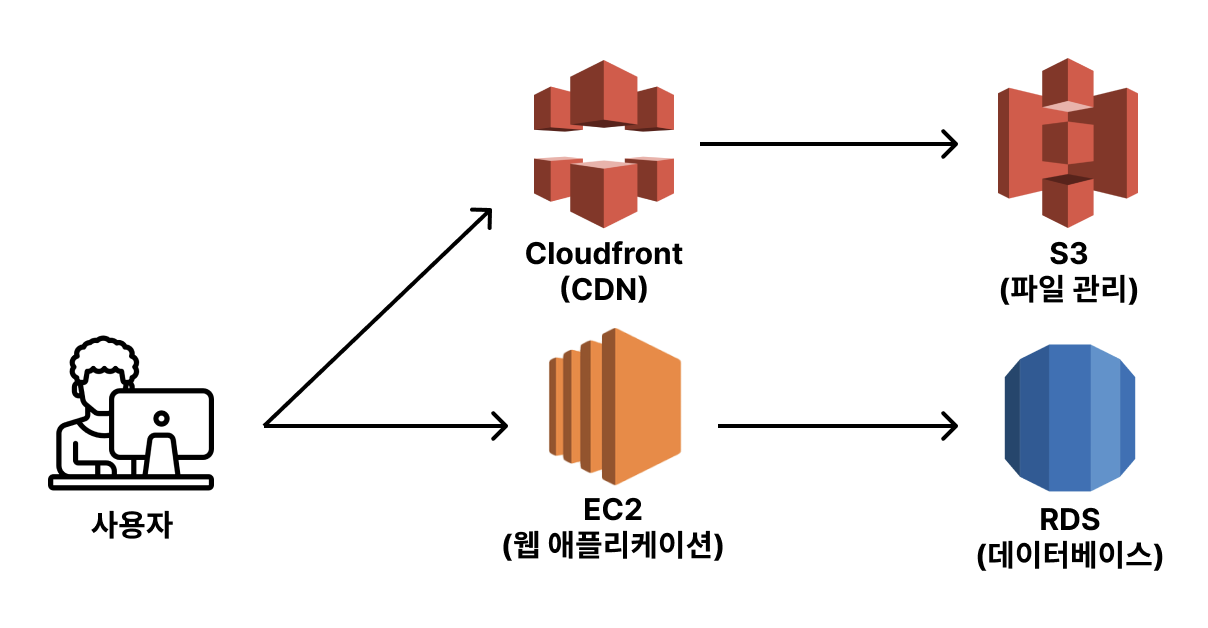 Cloudfront
(CDN)
S3
(파일 관리)
사용자
EC2
(웹 애플리케이션)
RDS
(데이터베이스)